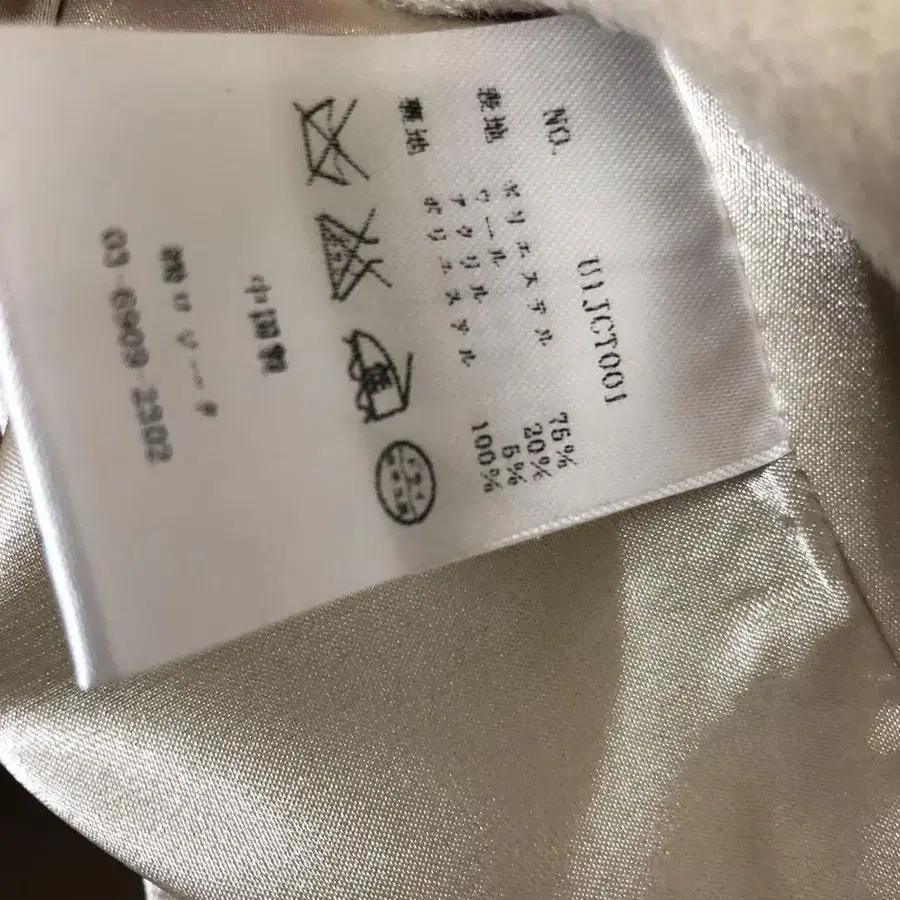 NO. U1JCT001
表地 ポリエステル 75%
ウール 20%
アクリル 5%
裏地 ポリエステル 100%
中国製
03-6909-2302